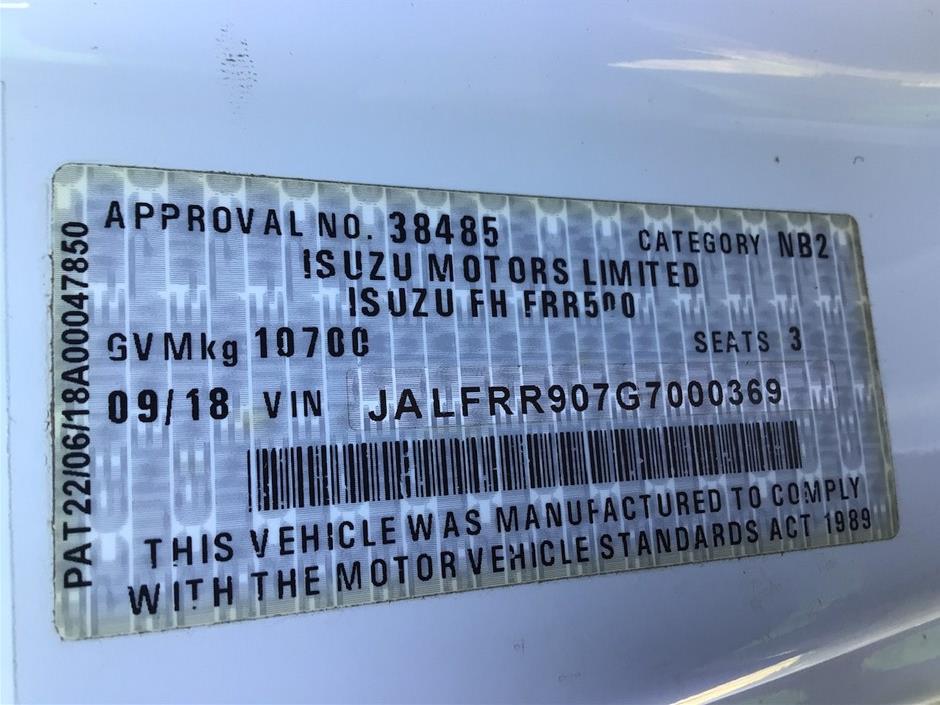 APPROVAL NO. 38485 CATEGORY NB2
ISUZU MOTORS LIMITED
ISUZU FH FRR500
GVMkg 10700 SEATS 3
09/18 VIN JALFRR907G7000369
THIS VEHICLE WAS MANUFACTURED TO COMPLY
WITH THE MOTOR VEHICLE STANDARDS ACT 1989
PAT22/06/18A00047850